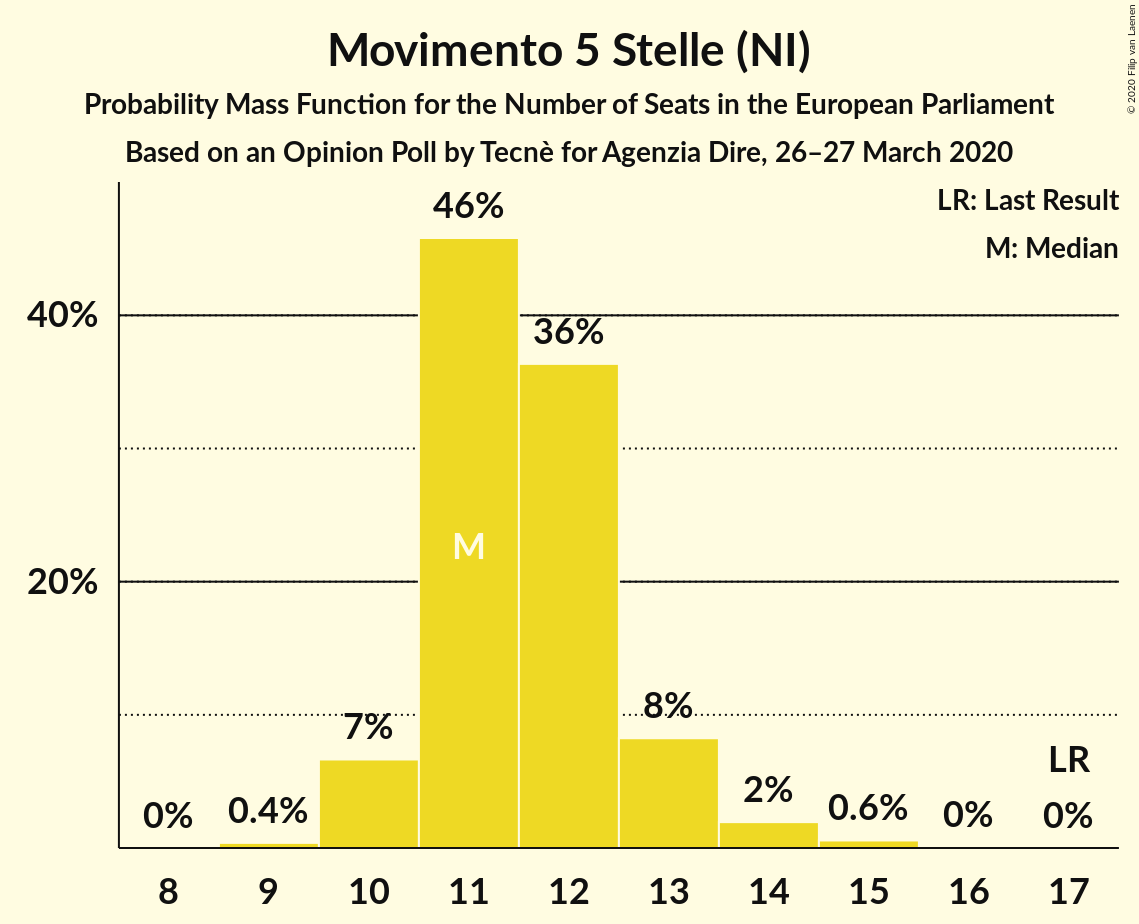 Movimento 5 Stelle (NI)
Probability Mass Function for the Number of Seats in the European Parliament
Based on an Opinion Poll by Tecnè for Agenzia Dire, 26–27 March 2020
© 2020 Filip van Laenen
LR: Last Result
M: Median
40%
20%
0%
0.4%
7%
46%
M
36%
8%
2%
0.6%
0%
LR
0%
8 9 10 11 12 13 14 15 16 17